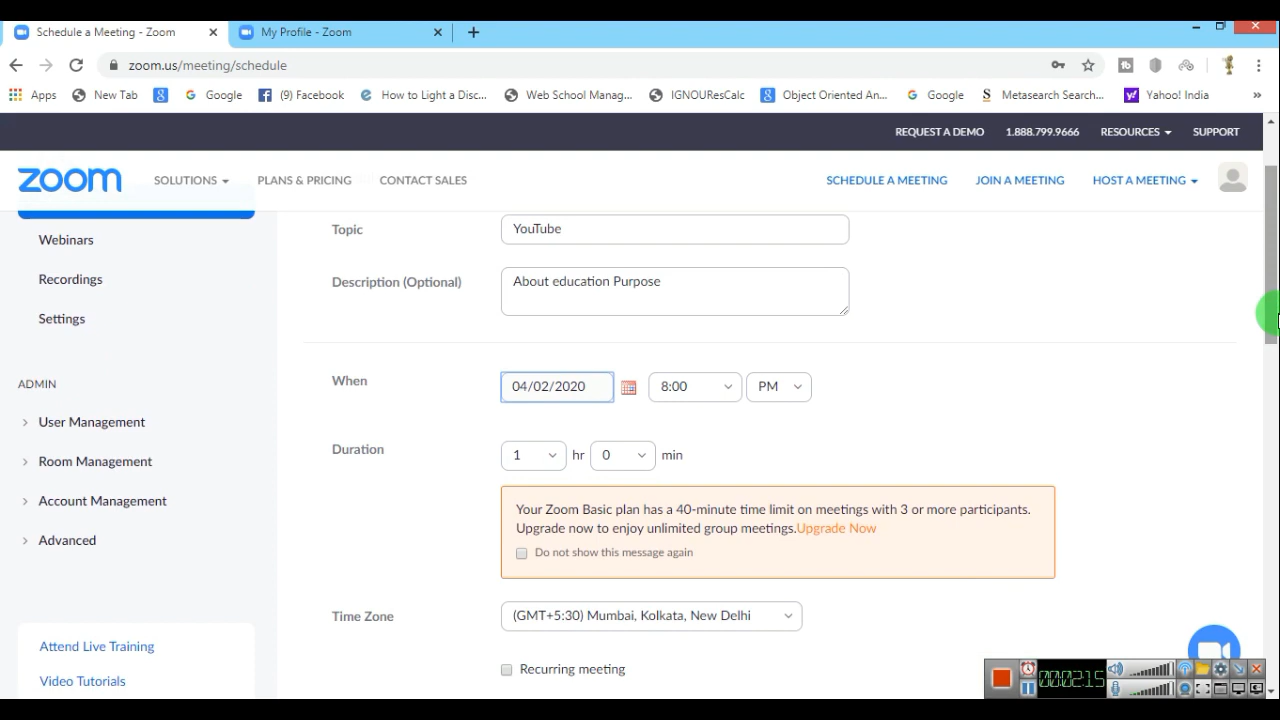 Schedule a Meeting - Zoom
My Profile - Zoom
zoom.us/meeting/schedule
Apps
New Tab
Google
(9) Facebook
How to Light a Disc...
Web School Manag...
IGNOUResCalc
Object Oriented An...
Google
Metasearch Search...
Yahoo! India
REQUEST A DEMO
1.888.799.9666
RESOURCES
SUPPORT
zoom
SOLUTIONS
PLANS & PRICING
CONTACT SALES
SCHEDULE A MEETING
JOIN A MEETING
HOST A MEETING
Webinars
Recordings
Settings
ADMIN
User Management
Room Management
Account Management
Advanced
Attend Live Training
Video Tutorials
Topic
YouTube
Description (Optional)
About education Purpose
When
04/02/2020
8:00
PM
Duration
1
hr
0
min
Your Zoom Basic plan has a 40-minute time limit on meetings with 3 or more participants.
Upgrade now to enjoy unlimited group meetings.Upgrade Now
Do not show this message again
Time Zone
(GMT+5:30) Mumbai, Kolkata, New Delhi
Recurring meeting
00:02:15